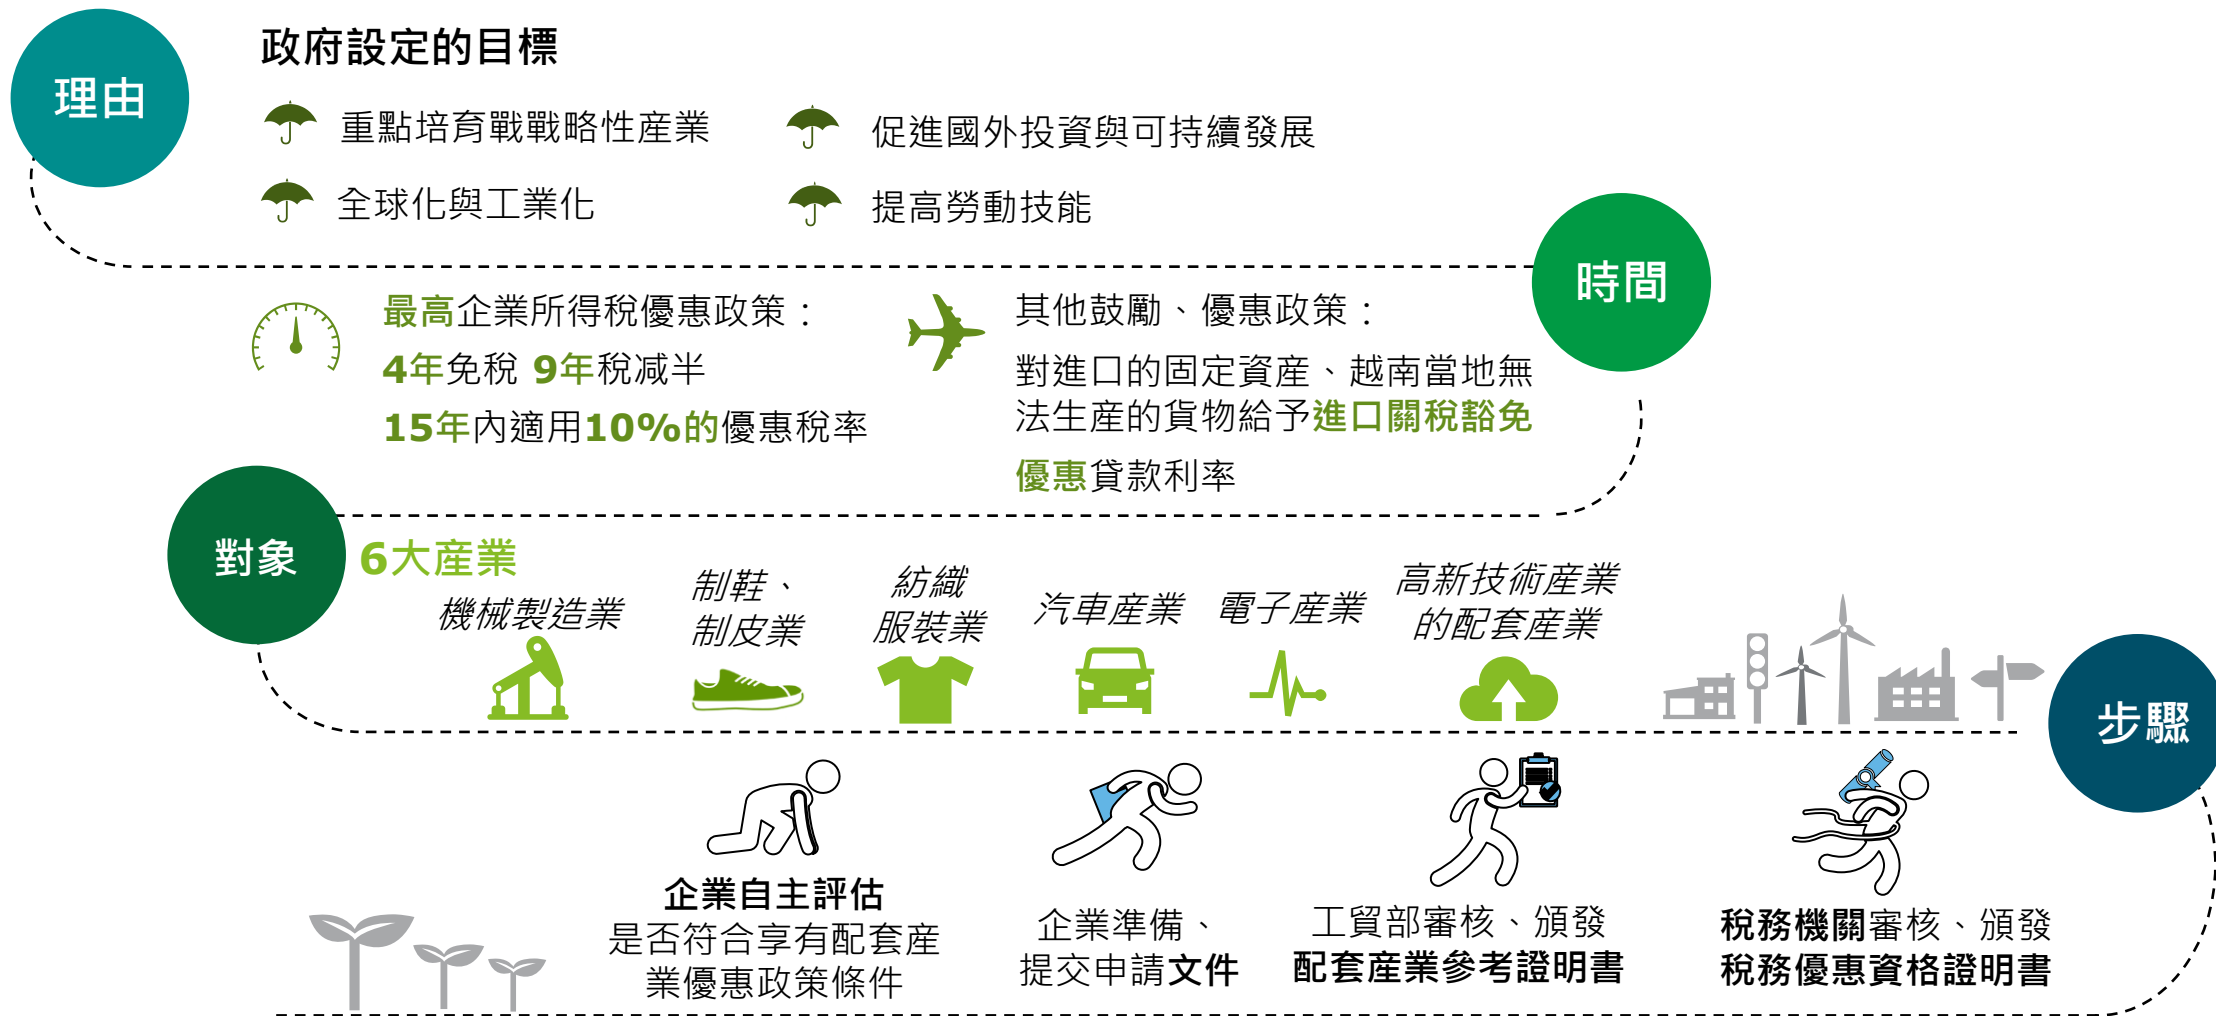 理由
政府設定的目標
重點培育戰戰略性産業
促進國外投資與可持續發展
全球化與工業化
提高勞動技能
時間
最高企業所得稅優惠政策：
4年免稅 9年稅減半
15年內適用10%的優惠稅率
其他鼓勵、優惠政策：
對進口的固定資産、越南當地無
法生産的貨物給予進口關稅豁免
優惠貸款利率
對象
6大産業
機械製造業
制鞋、
制皮業
紡織
服裝業
汽車産業
電子産業
高新技術産業
的配套産業
步驟
企業自主評估
是否符合享有配套産
業優惠政策條件
企業準備、
提交申請文件
工貿部審核、頒發
配套産業參考證明書
稅務機關審核、頒發
稅務優惠資格證明書